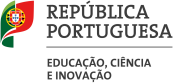 REPÚBLICA
PORTUGUESA
EDUCAÇÃO, CIÊNCIA
E INOVAÇÃO